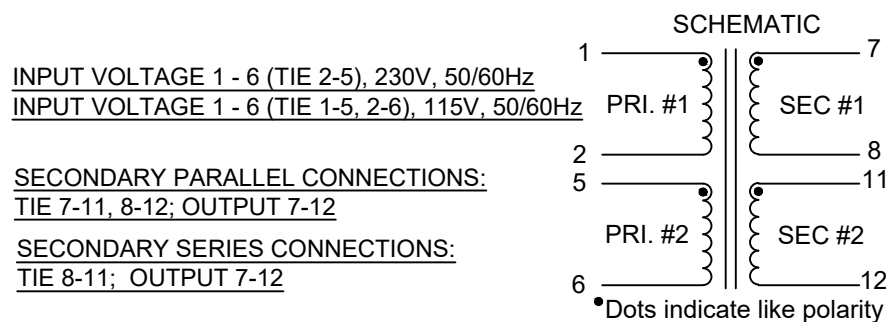 SCHEMATIC
INPUT VOLTAGE 1 - 6 (TIE 2-5), 230V, 50/60Hz
INPUT VOLTAGE 1 - 6 (TIE 1-5, 2-6), 115V, 50/60Hz
SECONDARY PARALLEL CONNECTIONS:
TIE 7-11, 8-12; OUTPUT 7-12
SECONDARY SERIES CONNECTIONS:
TIE 8-11; OUTPUT 7-12
1
7
PRI. #1
SEC #1
2
8
5
11
PRI. #2
SEC #2
6
12
Dots indicate like polarity